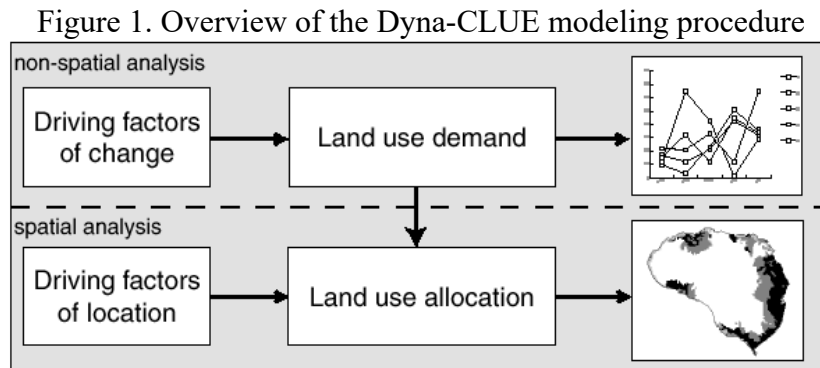 Figure 1. Overview of the Dyna-CLUE modeling procedure
non-spatial analysis
Driving factors
of change
Land use demand
spatial analysis
Driving factors
of location
Land use allocation